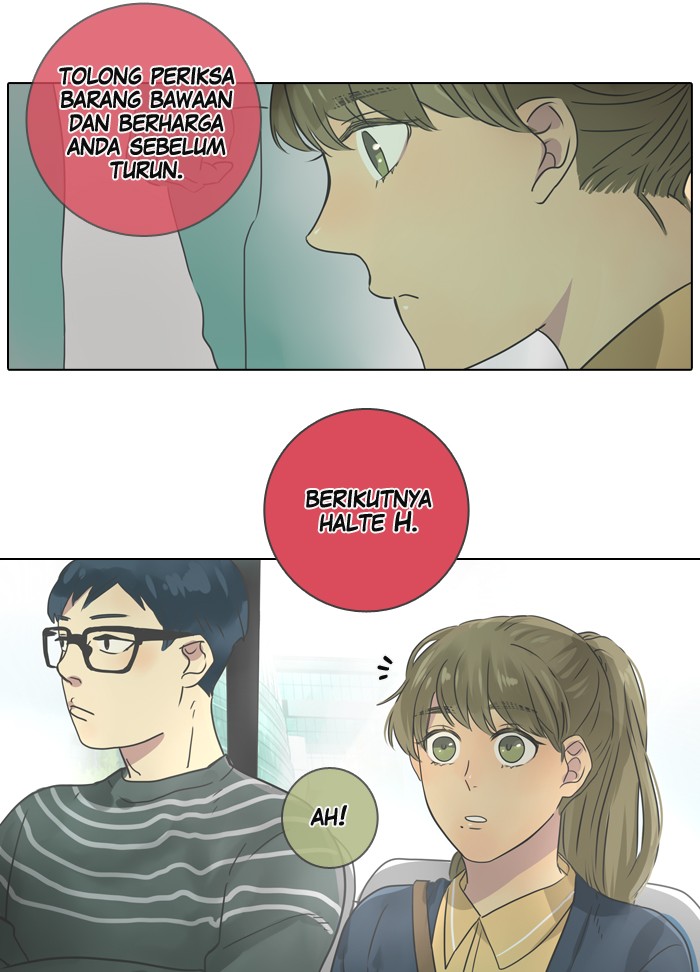 TOLONG PERIKSA
BARANG BAWAAN
DAN BERHARGA
ANDA SEBELUM
TURUN.
BERIKUTNYA
HALTE H.
AH!